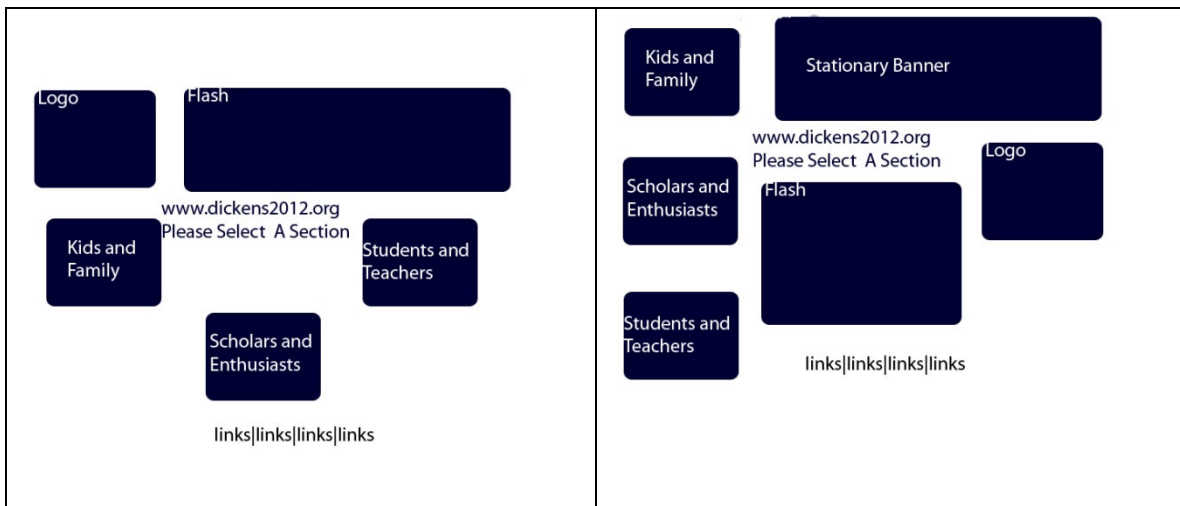 Logo
Flash
www.dickens2012.org
Please Select A Section
Kids and
Family
Students and
Teachers
Scholars and
Enthusiasts
links|links|links|links
Kids and
Family
Stationary Banner
www.dickens2012.org
Please Select A Section
Logo
Scholars and
Enthusiasts
Flash
Students and
Teachers
links|links|links|links